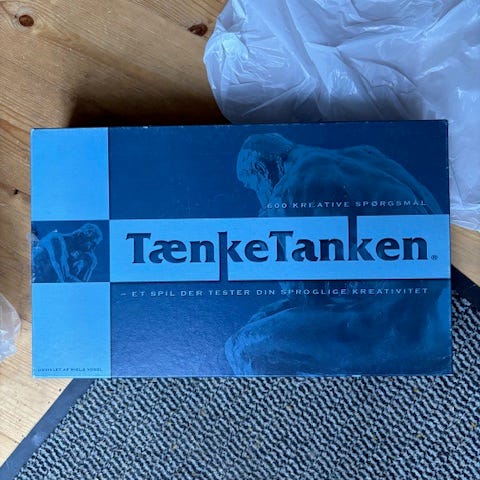 600 KREATIVE SPØRGSMÅL
TænkeTanken®
– ET SPIL DER TESTER DIN SPROGLIGE KREATIVITET
UDVIKLET AF NIELS VOGEL